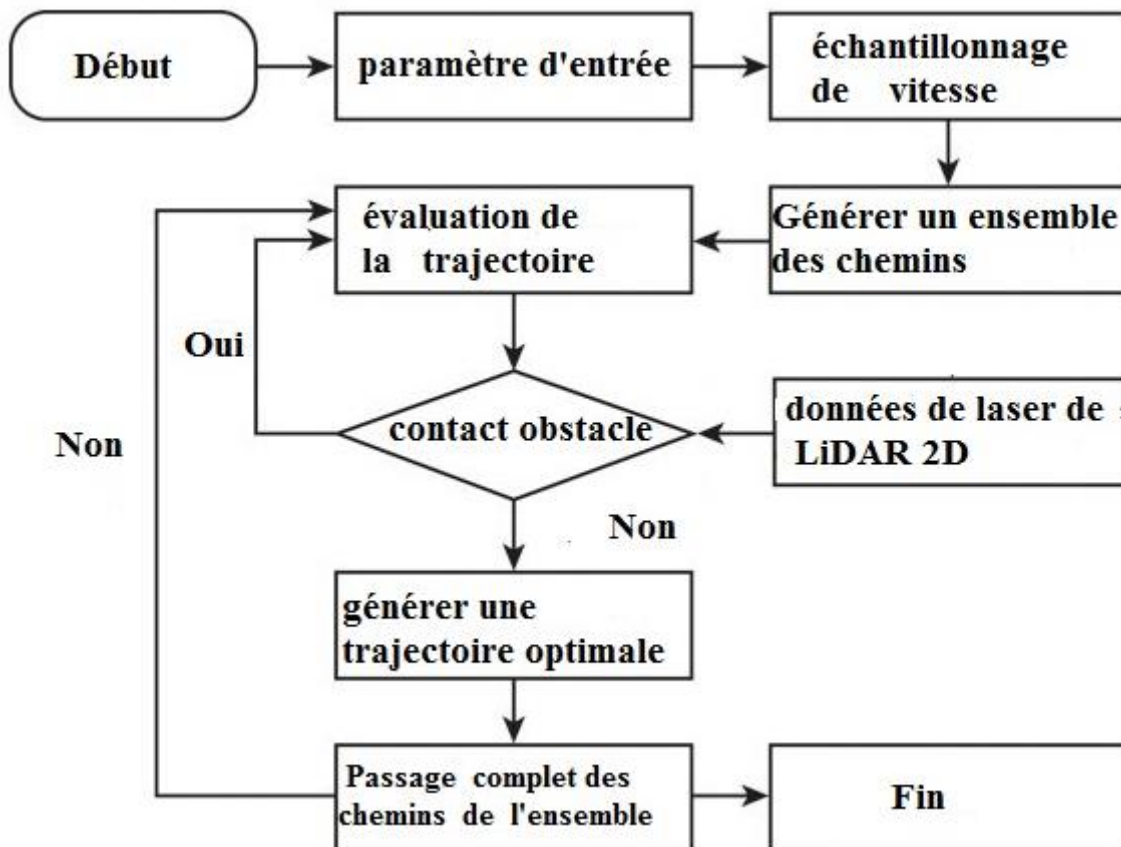 Début
paramètre d'entrée
échantillonnage
de vitesse
évaluation de
la trajectoire
Générer un ensemble
des chemins
Oui
Non
contact obstacle
données de laser de
LiDAR 2D
Non
générer une
trajectoire optimale
Passage complet des
chemins de l'ensemble
Fin